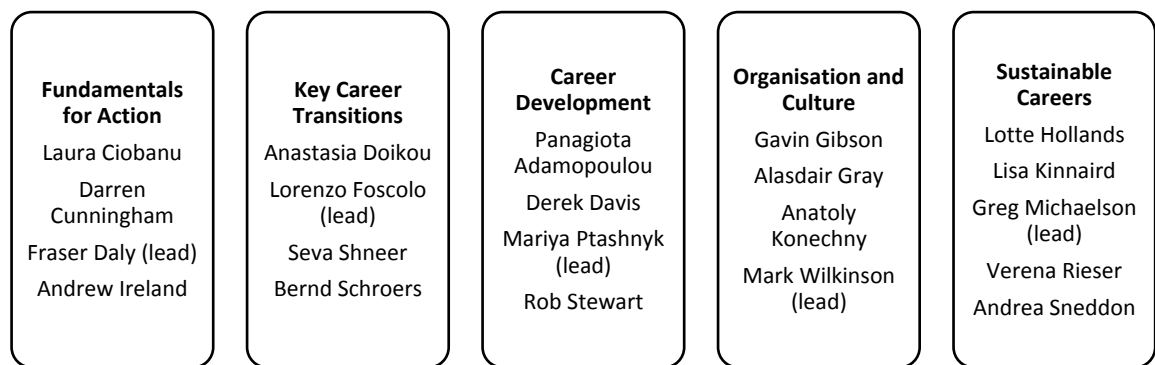 Fundamentals
for Action
Laura Ciobanu
Darren
Cunningham
Fraser Daly (lead)
Andrew Ireland
Key Career
Transitions
Anastasia Doikou
Lorenzo Foscolo
(lead)
Seva Shneer
Bernd Schroers
Career
Development
Panagiota
Adamopoulou
Derek Davis
Mariya Ptashnyk
(lead)
Rob Stewart
Organisation and
Culture
Gavin Gibson
Alasdair Gray
Anatoly
Konechny
Mark Wilkinson
(lead)
Sustainable
Careers
Lotte Hollands
Lisa Kinnaird
Greg Michaelson
(lead)
Verena Rieser
Andrea Sneddon